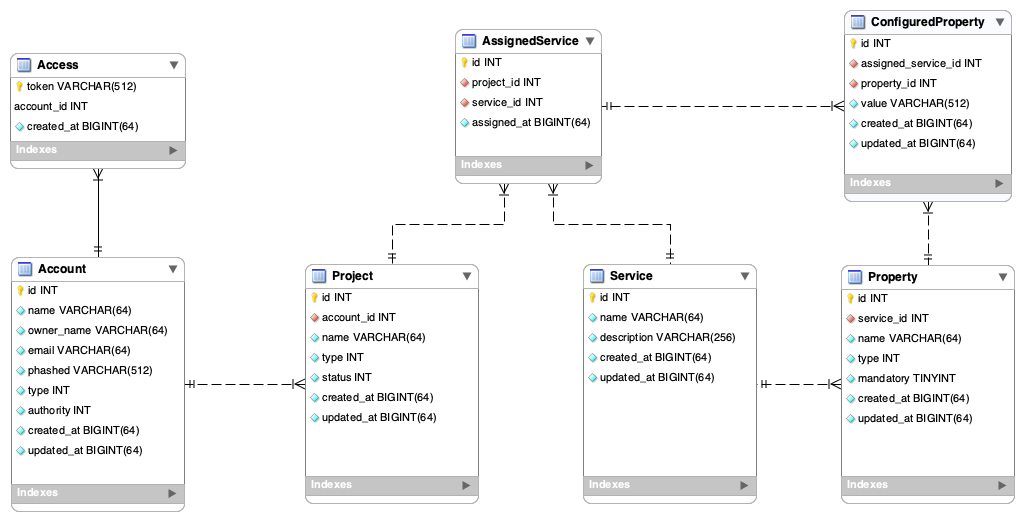 Access
token VARCHAR(512)
account_id INT
created_at BIGINT(64)
Indexes
AssignedService
id INT
project_id INT
service_id INT
assigned_at BIGINT(64)
Indexes
ConfiguredProperty
id INT
assigned_service_id INT
property_id INT
value VARCHAR(512)
created_at BIGINT(64)
updated_at BIGINT(64)
Indexes
Account
id INT
name VARCHAR(64)
owner_name VARCHAR(64)
email VARCHAR(64)
phashed VARCHAR(512)
type INT
authority INT
created_at BIGINT(64)
updated_at BIGINT(64)
Indexes
Project
id INT
account_id INT
name VARCHAR(64)
type INT
status INT
created_at BIGINT(64)
updated_at BIGINT(64)
Indexes
Service
id INT
name VARCHAR(64)
description VARCHAR(256)
created_at BIGINT(64)
updated_at BIGINT(64)
Indexes
Property
id INT
service_id INT
name VARCHAR(64)
type INT
mandatory TINYINT
created_at BIGINT(64)
updated_at BIGINT(64)
Indexes